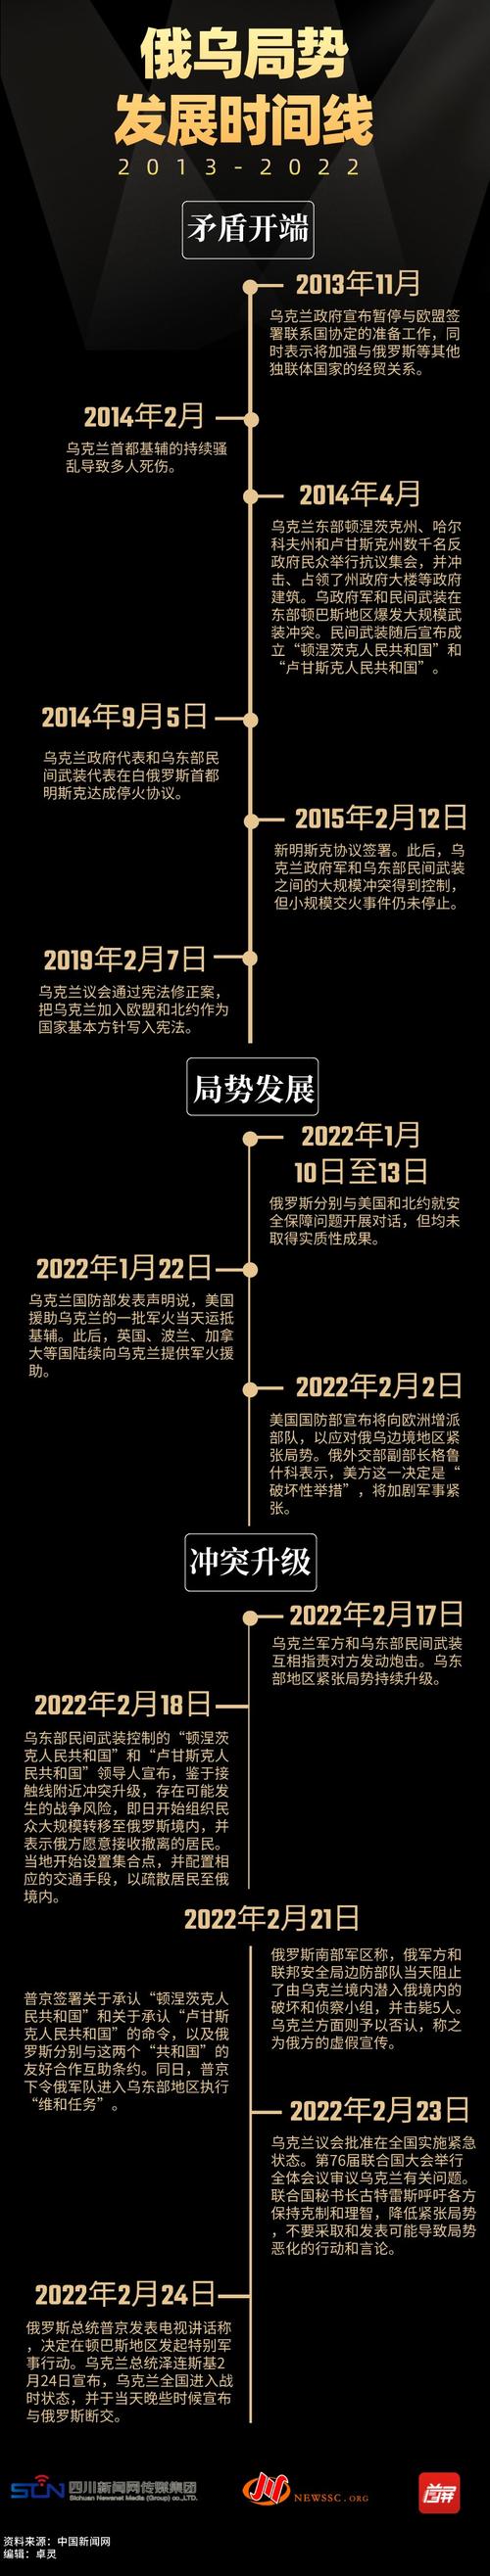 俄乌局势
发展时间线
2013-2022
矛盾开端
2013年11月
乌克兰政府宣布暂停与欧盟签
署联系国协定的准备工作，同
时表示将加强与俄罗斯等其他
独联体国家的经贸关系。
2014年2月
乌克兰首都基辅的持续骚
乱导致多人死伤。
2014年4月
乌克兰东部顿涅茨克州、哈尔
科夫州和卢甘斯克州数千名反
政府民众举行抗议集会，并冲
击、占领了州政府大楼等政府
建筑。乌政府军和民间武装在
东部顿巴斯地区爆发大规模武
装冲突。民间武装随后宣布成
立“顿涅茨克人民共和国”和
“卢甘斯克人民共和国”。
2014年9月5日
乌克兰政府代表和乌东部民
间武装代表在白俄罗斯首都
明斯克达成停火协议。
2015年2月12日
新明斯克协议签署。此后，乌
克兰政府军和乌东部民间武装
之间的大规模冲突得到控制，
但小规模交火事件仍未停止。
2019年2月7日
乌克兰议会通过宪法修正案，
把乌克兰加入欧盟和北约作为
国家基本方针写入宪法。
局势发展
2022年1月
10日至13日
俄罗斯分别与美国和北约就安
全保障问题开展对话，但均未
取得实质性成果。
2022年1月22日
乌克兰国防部发表声明说，美国
援助乌克兰的一批军火当天运抵
基辅。此后，英国、波兰、加拿
大等国陆续向乌克兰提供军火援
助。
2022年2月2日
美国国防部宣布将向欧洲增派
部队，以应对俄乌边境地区紧
张局势。俄外交部副部长格鲁
什科表示，美方这一决定是“
破坏性举措”，将加剧军事紧
张。
冲突升级
2022年2月17日
乌克兰军方和乌东部民间武装
互相指责对方发动炮击。乌东
部地区紧张局势持续升级。
2022年2月18日
乌东部民间武装控制的“顿涅茨
克人民共和国”和“卢甘斯克人
民共和国”领导人宣布，鉴于接
触线附近冲突升级，存在可能发
生的战争风险，即日开始组织民
众大规模转移至俄罗斯境内，并
表示俄方愿意接收撤离的居民。
当地开始设置集合点，并配置相
应的交通手段，以疏散居民至俄
境内。
2022年2月21日
俄罗斯南部军区称，俄军方和
联邦安全局边防部队当天阻止
了由乌克兰境内潜入俄境内的
破坏和侦察小组，并击毙5人。
乌克兰方面则予以否认，称之
为俄方的虚假宣传。
普京签署关于承认“顿涅茨克人
民共和国”和关于承认“卢甘斯
克人民共和国”的命令，以及俄
罗斯分别与这两个“共和国”的
友好合作互助条约。同日，普京
下令俄军队进入乌东部地区执行
“维和任务”。
2022年2月23日
乌克兰议会批准在全国实施紧急
状态。第76届联合国大会举行
全体会议审议乌克兰有关问题。
联合国秘书长古特雷斯呼吁各方
保持克制和理智，降低紧张局势
，不要采取和发表可能导致局势
恶化的行动和言论。
2022年2月24日
俄罗斯总统普京发表电视讲话称
，决定在顿巴斯地区发起特别军
事行动。乌克兰总统泽连斯基2
月24日宣布，乌克兰全国进入战
时状态，并于当天晚些时候宣布
与俄罗斯断交。
SCN 四川新闻网传媒集团
Sichuan Newsnet Media (Group) co.,LTD.
NEWSSC.ORG
首屏
资料来源：中国新闻网
编辑：卓灵